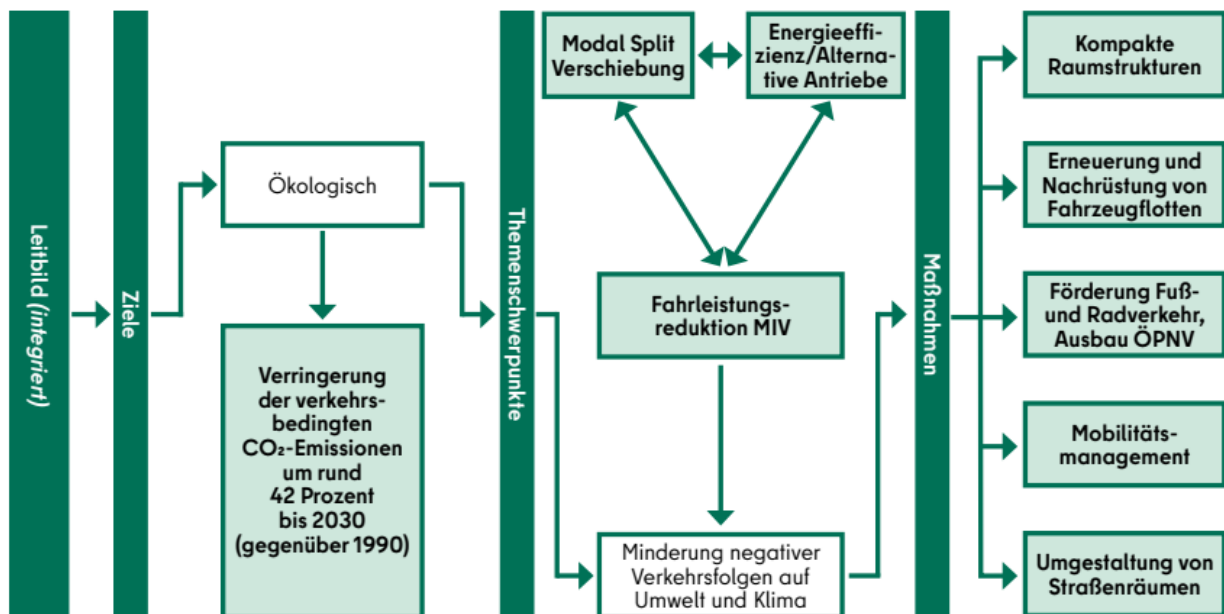 Leitbild (integriert)
Ziele
Ökologisch
Verringerung
der verkehrs-
bedingten
CO₂-Emissionen
um rund
42 Prozent
bis 2030
(gegenüber 1990)
Themenschwerpunkte
Modal Split
Verschiebung
Energieeffi-
zienz/Alterna-
tive Antriebe
Fahrleistungs-
reduktion MIV
Minderung negativer
Verkehrsfolgen auf
Umwelt und Klima
Maßnahmen
Kompakte
Raumstrukturen
Erneuerung und
Nachrüstung von
Fahrzeugflotten
Förderung Fuß-
und Radverkehr,
Ausbau ÖPNV
Mobilitäts-
management
Umgestaltung von
Straßenräumen